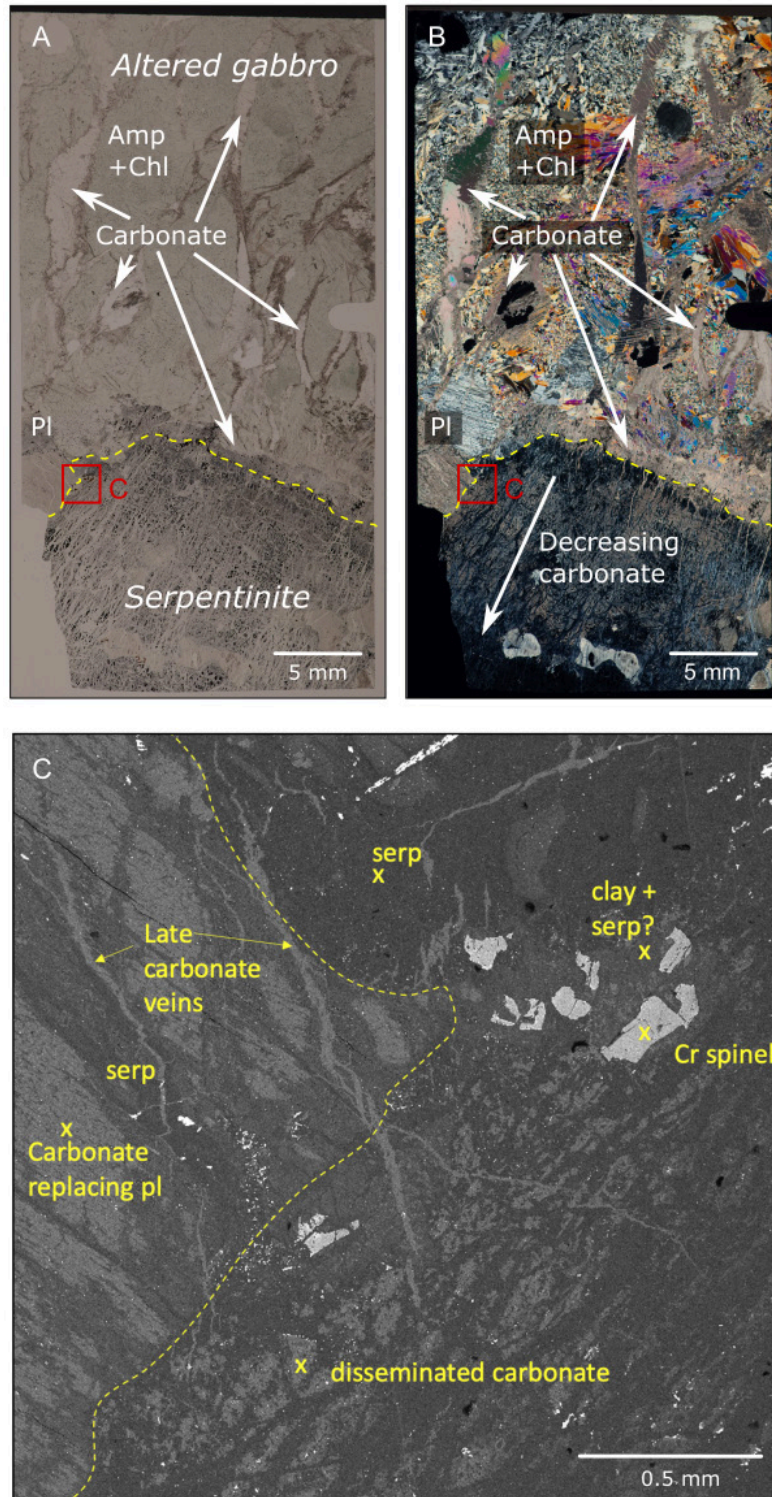 A
Altered gabbro
Amp
+Chl
Carbonate
Pl
C
Serpentinite
5 mm
B
Amp
+Chl
Carbonate
Pl
C
Decreasing
carbonate
5 mm
C
serp
x
clay +
serp?
x
Late
carbonate
veins
x
Cr spinel
serp
x
Carbonate
replacing pl
x disseminated carbonate
0.5 mm